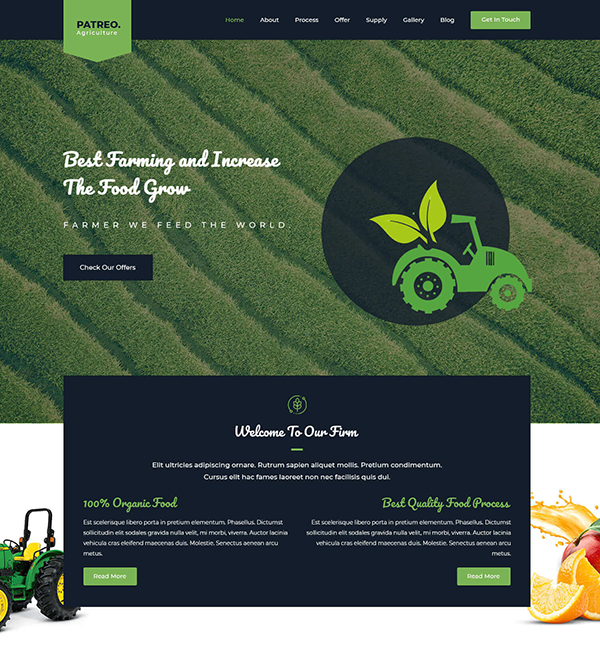 PATREO.
Agriculture
Home About Process Offer Supply Gallery Blog Get In Touch
Best Farming and Increase
The Food Grow
FARMER WE FEED THE WORLD.
Check Our Offers
Welcome To Our Firm
Elit ultricies adipiscing ornare. Rutrum sapien aliquet mollis. Pretium condimentum.
Cursus elit hac fames laoreet non nec facilisis quis dui.
100% Organic Food
Est scelerisque libero porta in pretium elementum. Phasellus. Dictumst
sollicitudin elit sodales gravida nulla velit, mi morbi, viverra. Auctor lacinia
vehicula cras eleifend maecenas duis. Molestie. Senectus aenean arcu
metus.
Read More
Best Quality Food Process
Est scelerisque libero porta in pretium elementum. Phasellus. Dictumst
sollicitudin elit sodales gravida nulla velit, mi morbi, viverra. Auctor lacinia
vehicula cras eleifend maecenas duis. Molestie. Senectus aenean arcu
metus.
Read More